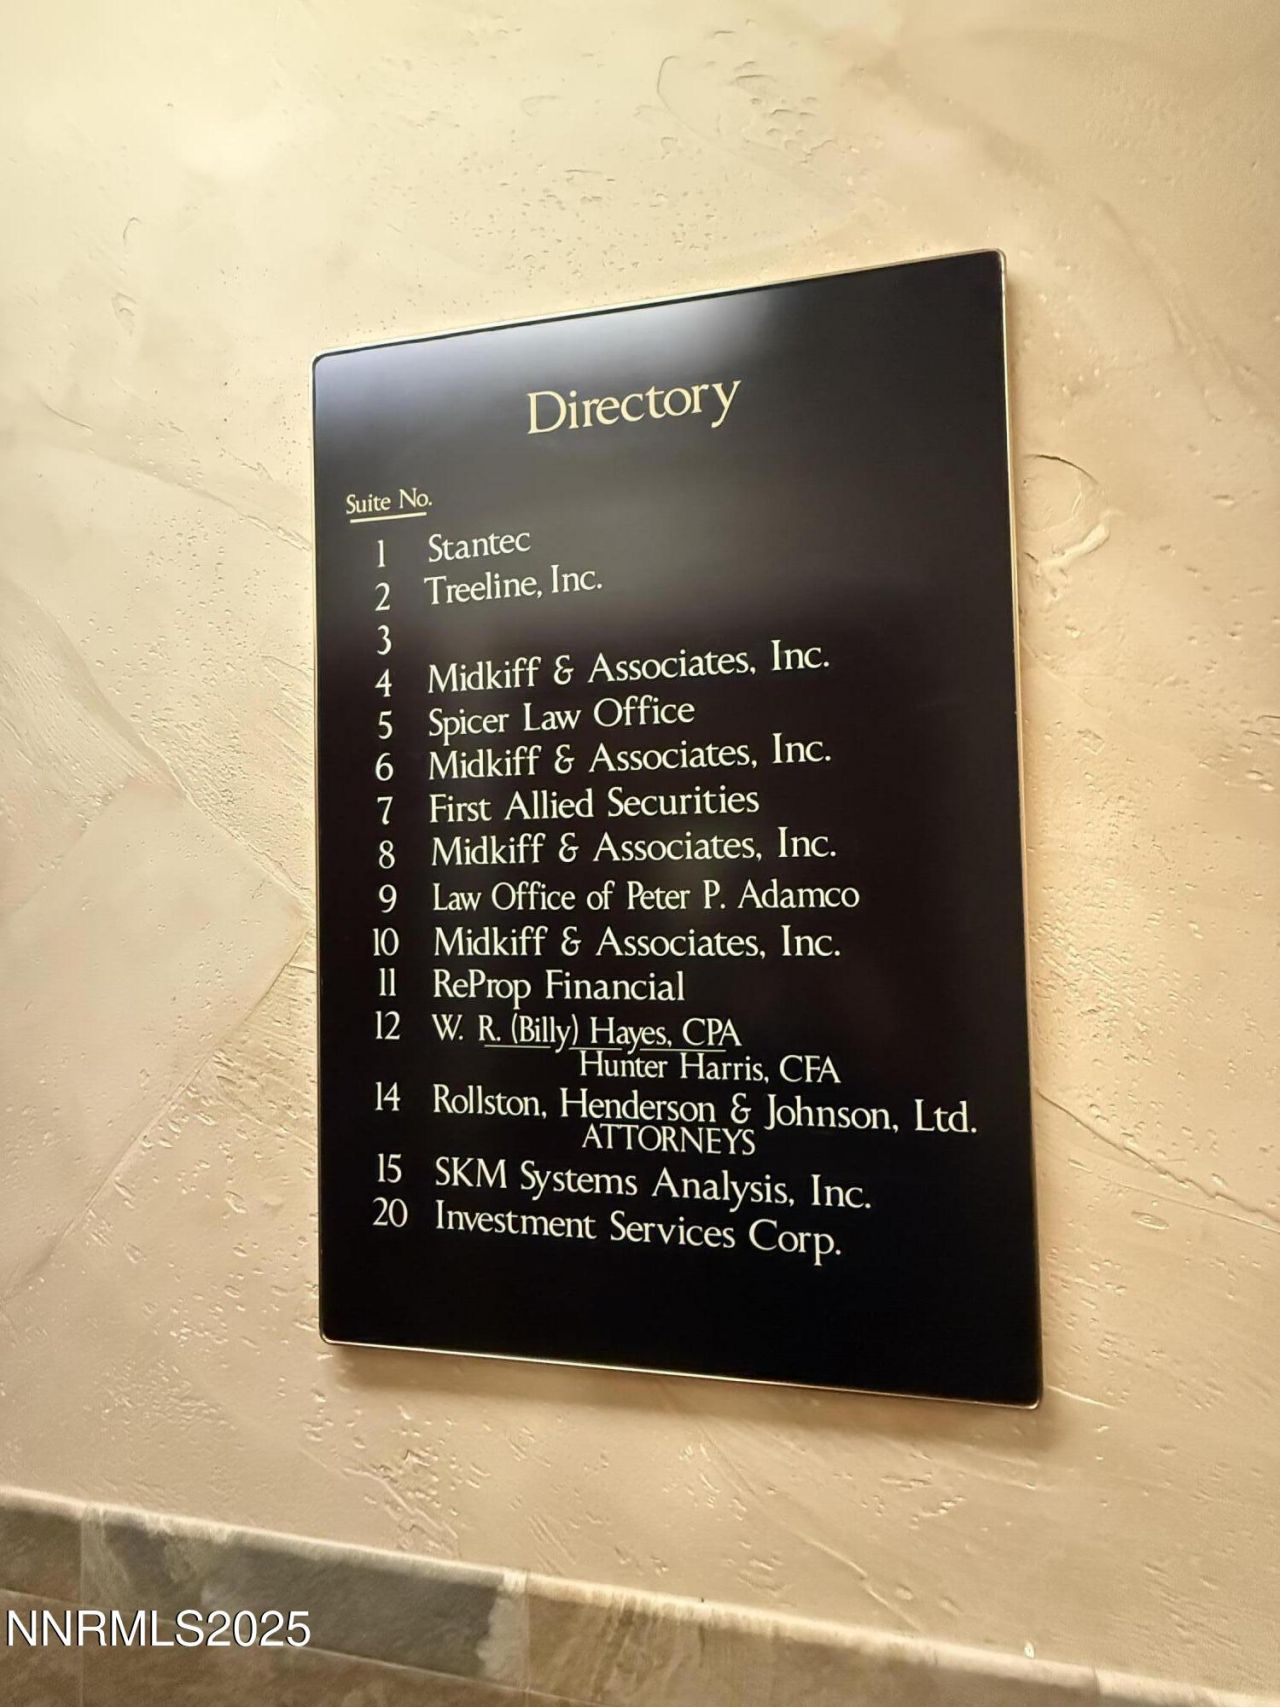 Directory
Suite No.
1 Stantec
2 Treeline, Inc.
3
4 Midkiff & Associates, Inc.
5 Spicer Law Office
6 Midkiff & Associates, Inc.
7 First Allied Securities
8 Midkiff & Associates, Inc.
9 Law Office of Peter P. Adamco
10 Midkiff & Associates, Inc.
11 ReProp Financial
12 W. R. (Billy) Hayes, CPA
Hunter Harris, CFA
14 Rollston, Henderson & Johnson, Ltd.
ATTORNEYS
15 SKM Systems Analysis, Inc.
20 Investment Services Corp.
NNRMLS2025